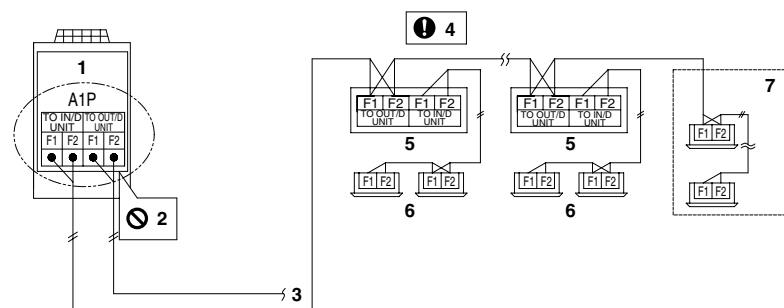 1
A1P
TO IN/D UNIT TO OUT/D UNIT
F1 F2 F1 F2
2
3
4
F1 F2 F1 F2
TO OUT/D UNIT TO IN/D UNIT
5
F1 F2 F1 F2
6
F1 F2 F1 F2
TO OUT/D UNIT TO IN/D UNIT
5
F1 F2 F1 F2
6
7
F1 F2
F1 F2